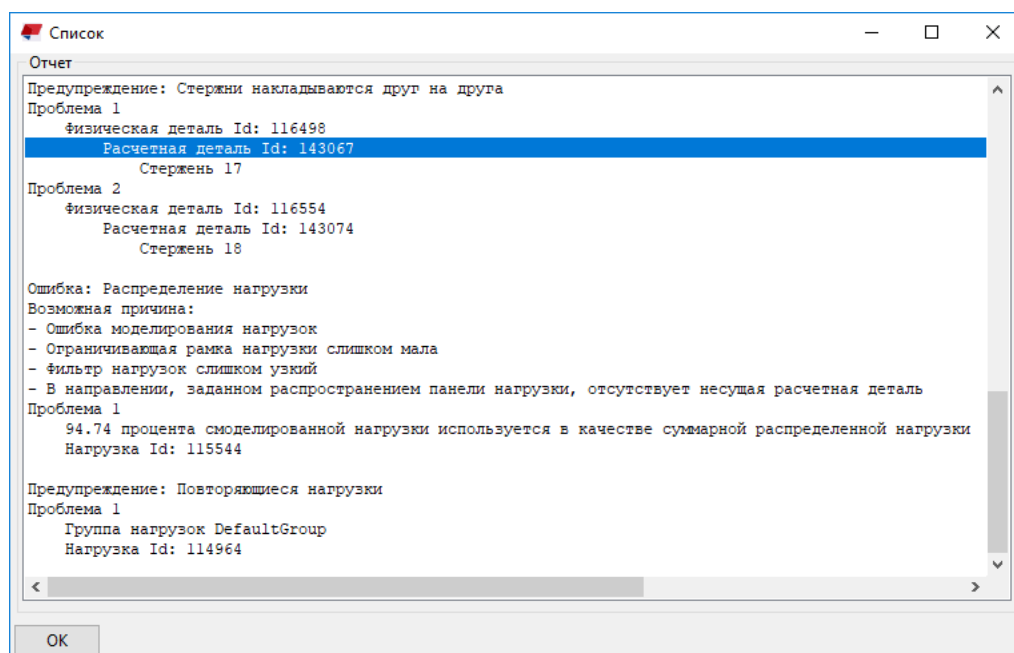 Список
Отчет
Предупреждение: Стержни накладываются друг на друга
Проблема 1
Физическая деталь Id: 116498
Расчетная деталь Id: 143067
Стержень 17
Проблема 2
Физическая деталь Id: 116554
Расчетная деталь Id: 143074
Стержень 18
Ошибка: Распределение нагрузки
Возможная причина:
- Ошибка моделирования нагрузок
- Ограничивающая рамка нагрузки слишком мала
- Фильтр нагрузок слишком узкий
- В направлении, заданном распространением панели нагрузки, отсутствует несущая расчетная деталь
Проблема 1
94.74 процента смоделированной нагрузки используется в качестве суммарной распределенной нагрузки
Нагрузка Id: 115544
Предупреждение: Повторяющиеся нагрузки
Проблема 1
Группа нагрузок DefaultGroup
Нагрузка Id: 114964
OK